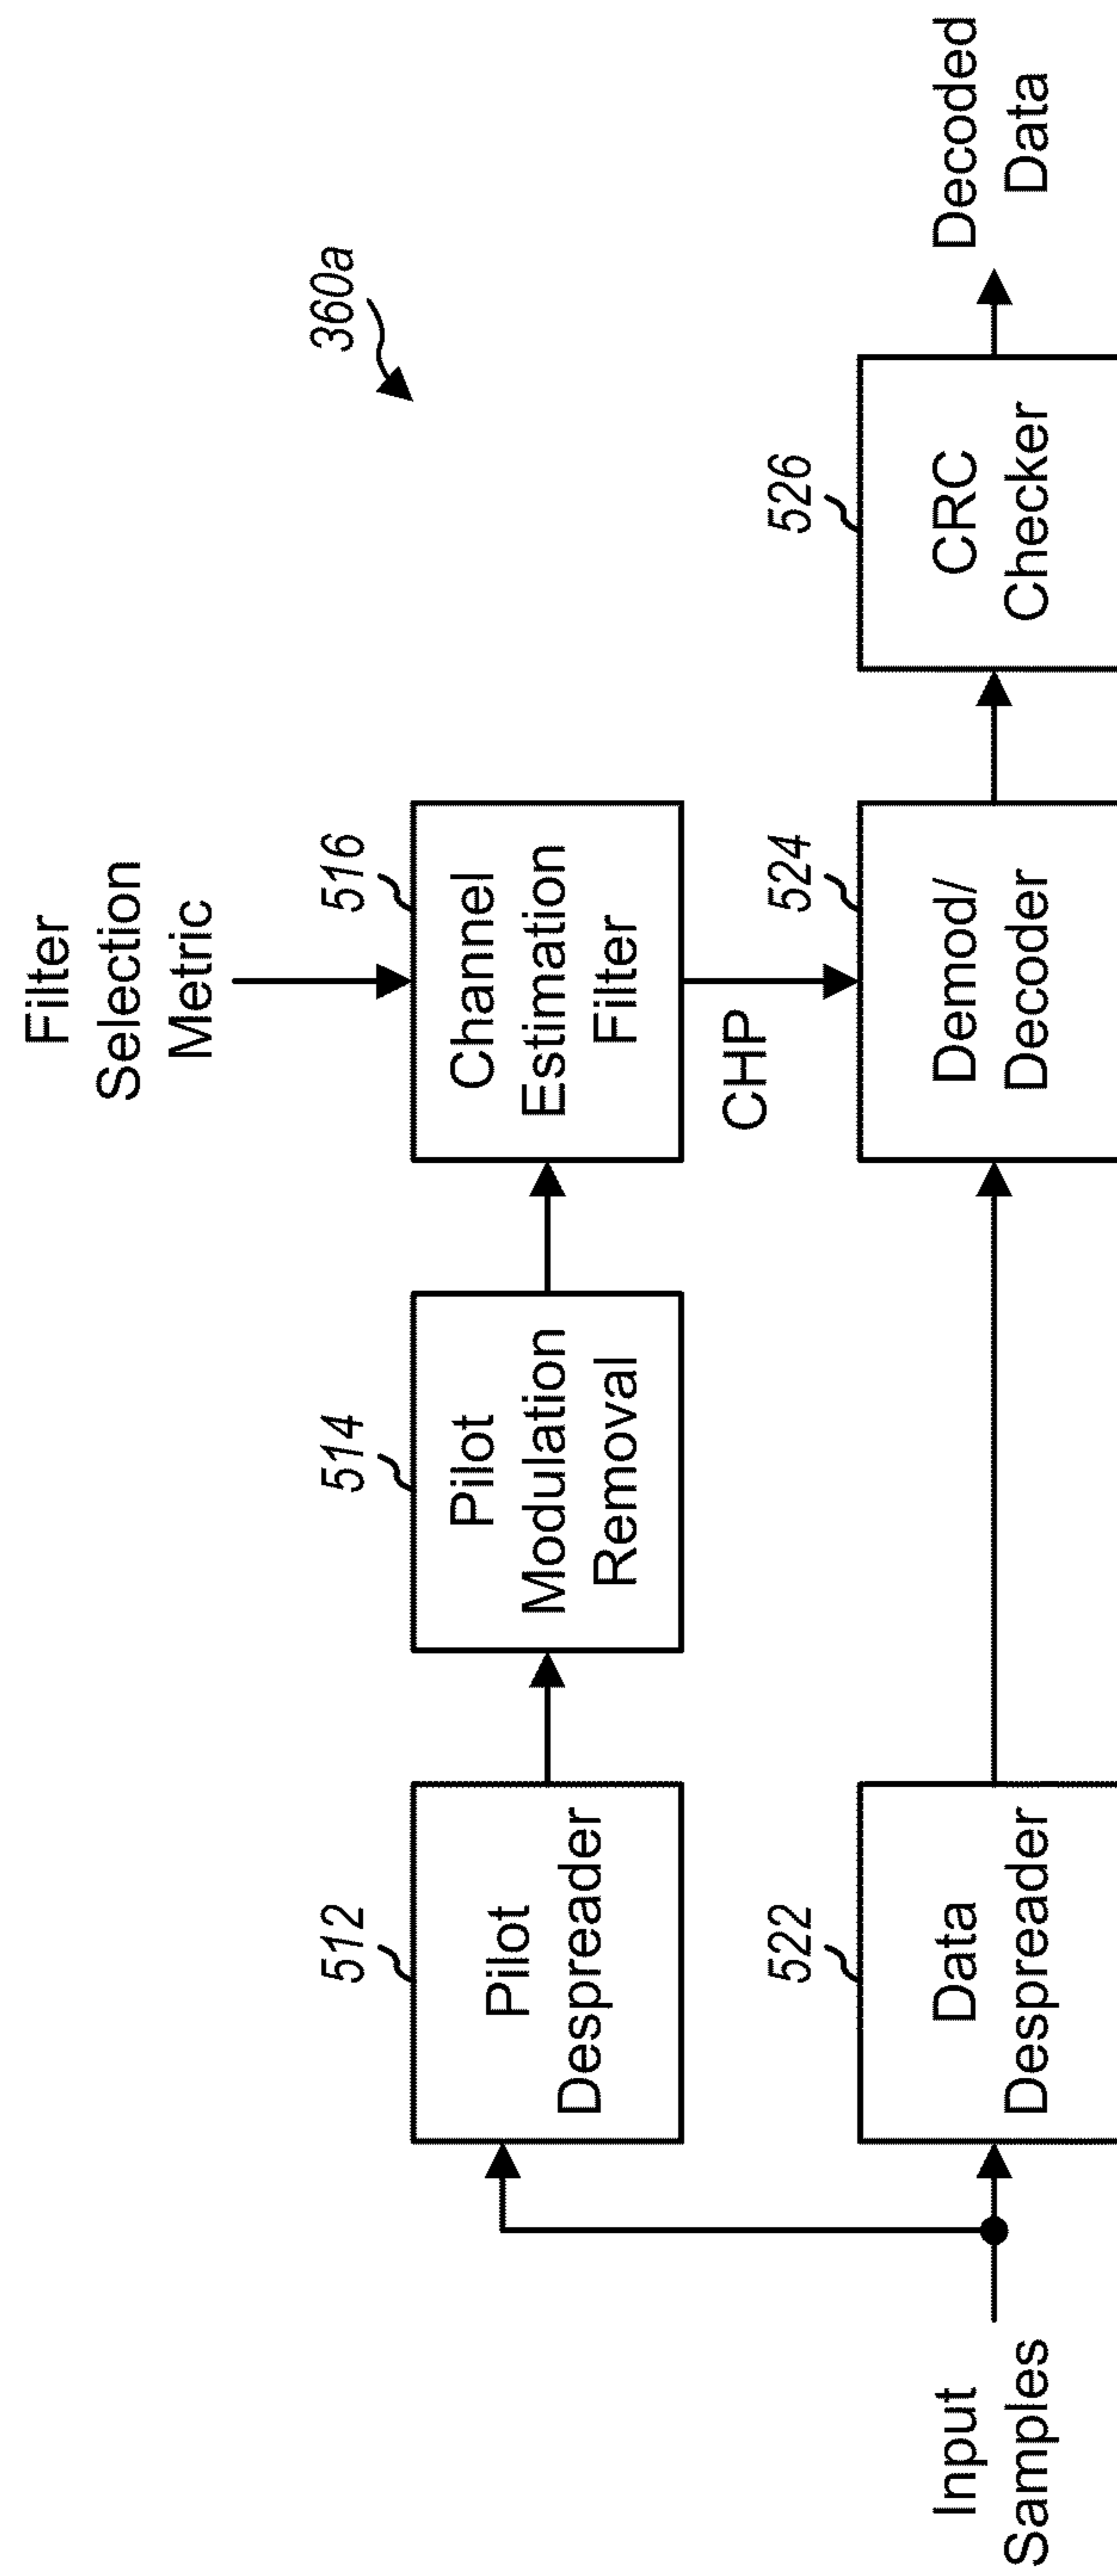 Filter
Selection
Metric
360a
512
Pilot
Despreader
514
Pilot
Modulation
Removal
516
Channel
Estimation
Filter
CHP
Input
Samples
522
Data
Despreader
524
Demod/
Decoder
526
CRC
Checker
Decoded
Data